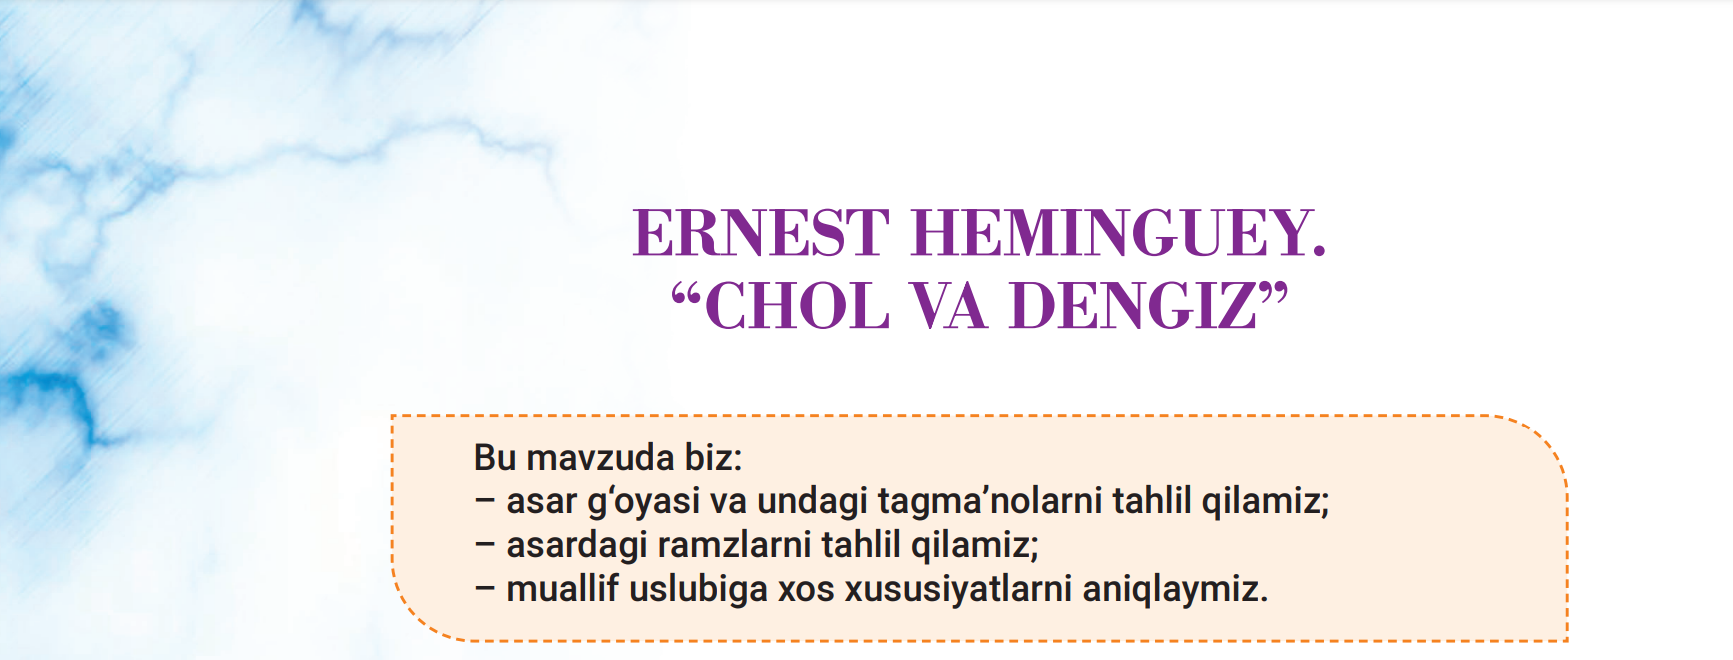 ERNEST HEMINGUEY.
“CHOL VA DENGIZ”
Bu mavzuda biz:
– asar g‘oyasi va undagi tagma’nolarni tahlil qilamiz;
– asardagi ramzlarni tahlil qilamiz;
– muallif uslubiga xos xususiyatlarni aniqlaymiz.